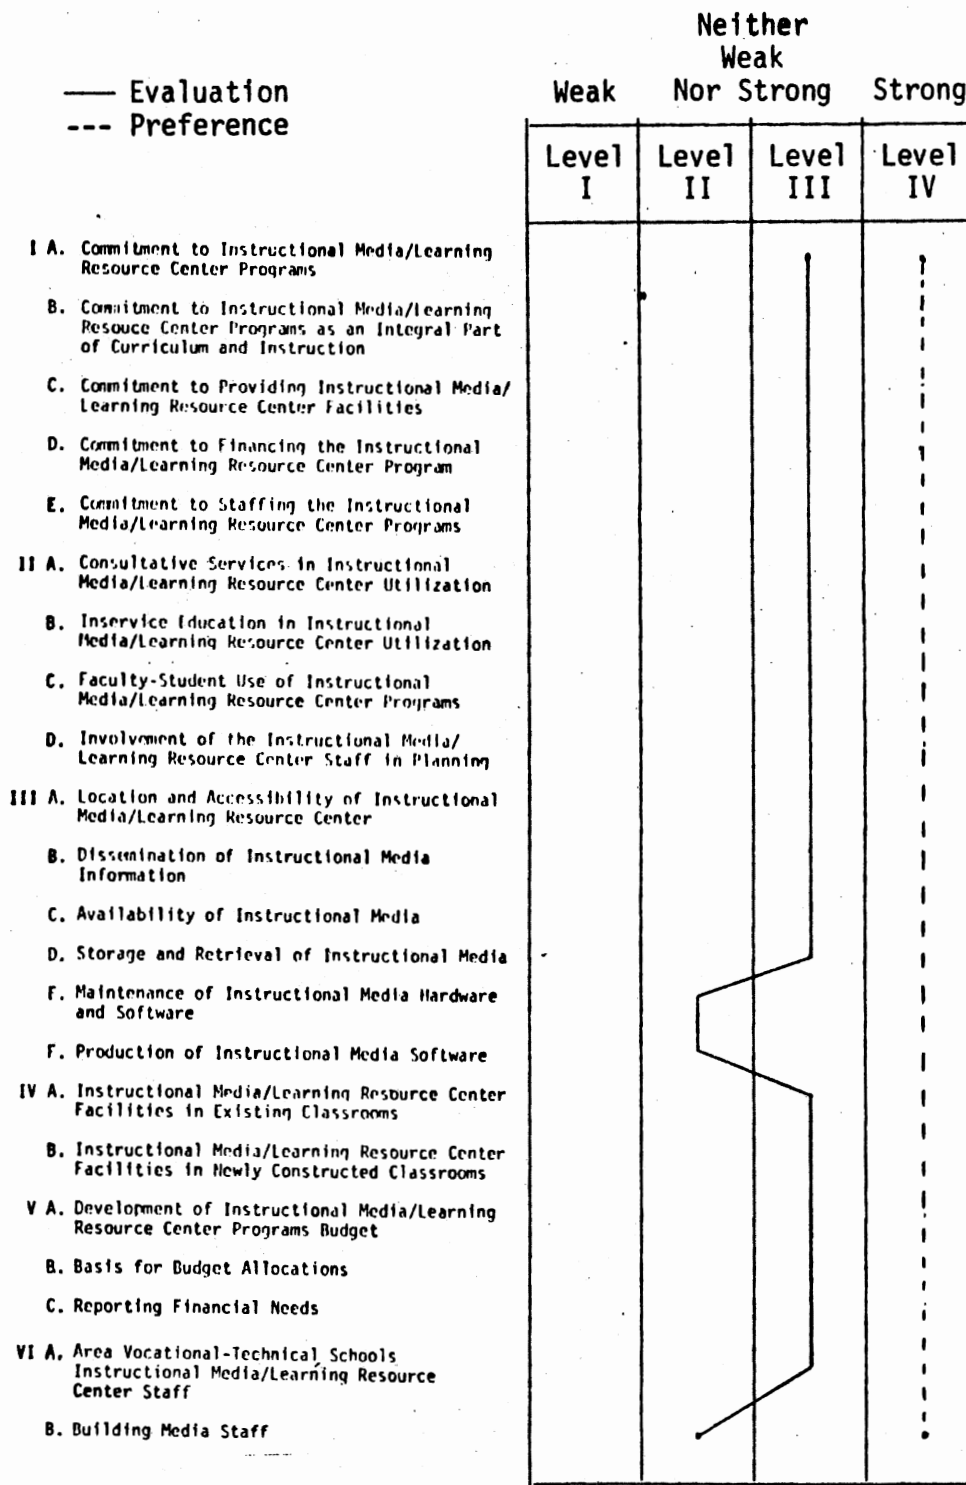 Neither
Weak
— Evaluation Weak Nor Strong Strong
--- Preference
Level Level Level Level
I II III IV
I A. Commitment to Instructional Media/Learning
Resource Center Programs
B. Commitment to Instructional Media/Learning
Resouce Center Programs as an Integral Part
of Curriculum and Instruction
C. Commitment to Providing Instructional Media/
Learning Resource Center Facilities
D. Commitment to Financing the Instructional
Media/Learning Resource Center Program
E. Commitment to Staffing the Instructional
Media/Learning Resource Center Programs
II A. Consultative Services in Instructional
Media/Learning Resource Center Utilization
B. Inservice Education in Instructional
Media/Learning Resource Center Utilization
C. Faculty-Student Use of Instructional
Media/Learning Resource Center Programs
D. Involvement of the Instructional Media/
Learning Resource Center Staff in Planning
III A. Location and Accessibility of Instructional
Media/Learning Resource Center
B. Dissemination of Instructional Media
Information
C. Availability of Instructional Media
D. Storage and Retrieval of Instructional Media
F. Maintenance of Instructional Media Hardware
and Software
F. Production of Instructional Media Software
IV A. Instructional Media/Learning Resource Center
Facilities in Existing Classrooms
B. Instructional Media/Learning Resource Center
Facilities in Newly Constructed Classrooms
V A. Development of Instructional Media/Learning
Resource Center Programs Budget
B. Basis for Budget Allocations
C. Reporting Financial Needs
VI A. Area Vocational-Technical Schools
Instructional Media/Learning Resource
Center Staff
B. Building Media Staff